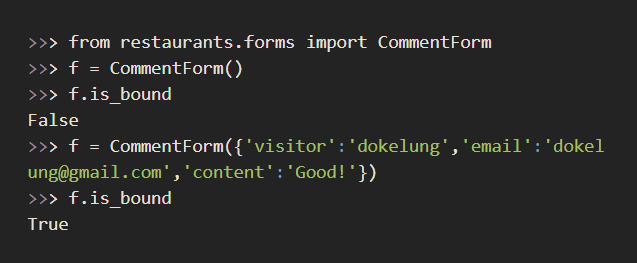 >>> from restaurants.forms import CommentForm
>>> f = CommentForm()
>>> f.is_bound
False
>>> f = CommentForm({'visitor':'dokelung','email':'dokel
ung@gmail.com','content':'Good!'})
>>> f.is_bound
True